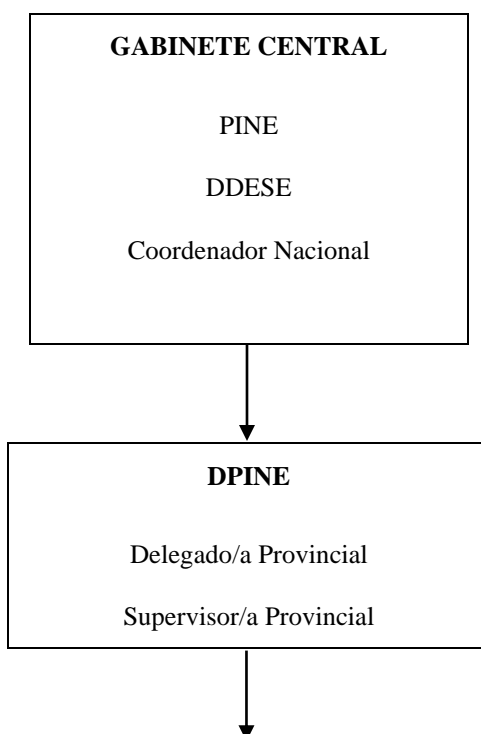 GABINETE CENTRAL
PINE
DDESE
Coordenador Nacional
DPINE
Delegado/a Provincial
Supervisor/a Provincial